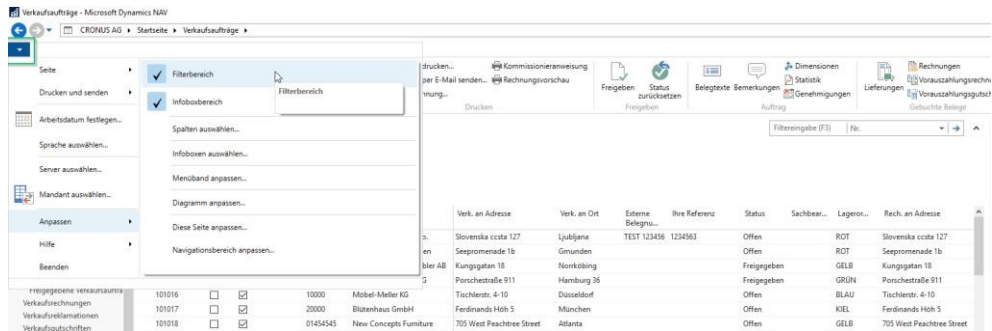 Verkaufsaufträge - Microsoft Dynamics NAV
CRONUS AG ▸ Startseite ▸ Verkaufsaufträge ▸
Seite
Drucken und senden
Arbeitsdatum festlegen...
Sprache auswählen...
Server auswählen...
Mandant auswählen...
Anpassen
Hilfe
Beenden
Filterbereich
Filterbereich
Infoboxbereich
Spalten auswählen...
Infoboxen auswählen...
Menüband anpassen...
Diagramm anpassen...
Diese Seite anpassen...
Navigationsbereich anpassen...
drucken... Kommissionieranweisung
per E-Mail senden... Rechnungsvorschau
Drucken
Freigeben Status zurücksetzen
Freigeben
Belegtexte Bemerkungen
Dimensionen
Statistik
Genehmigungen
Auftrag
Lieferungen
Rechnungen
Vorauszahlungsrechnu
Vorauszahlungsgutsch
Gebuchte Belege
Filtereingabe (F3) Nr.
Verk. an Adresse Verk. an Ort Externe Belegnu... Ihre Referenz Status Sachbear... Lageror... Rech. an Adresse
Slovenska ccsta 127 Ljubljana TEST 123456 1234563 Offen ROT Slovenska ccsta 127
en Seepromenade 1b Gmunden Offen ROT Seepromenade 1b
bler AB Kungsgatan 18 Norrköbing Freigegeben GELB Kungsgatan 18
Porschestraße 911 Hamburg 36 Freigegeben GRÜN Porschestraße 911
101016 10000 Möbel-Meller KG Tischlerstr. 4-10 Düsseldorf Offen BLAU Tischlerstr. 4-10
101017 20000 Blütenhaus GmbH Ferdinands Höh 5 München Offen KIEL Ferdinands Höh 5
101018 01454545 New Concepts Furniture 705 West Peachtree Street Atlanta Offen GELB 705 West Peachtree Street
Verkaufsrechnungen
Verkaufsreklamationen
Verkaufsgutschriften